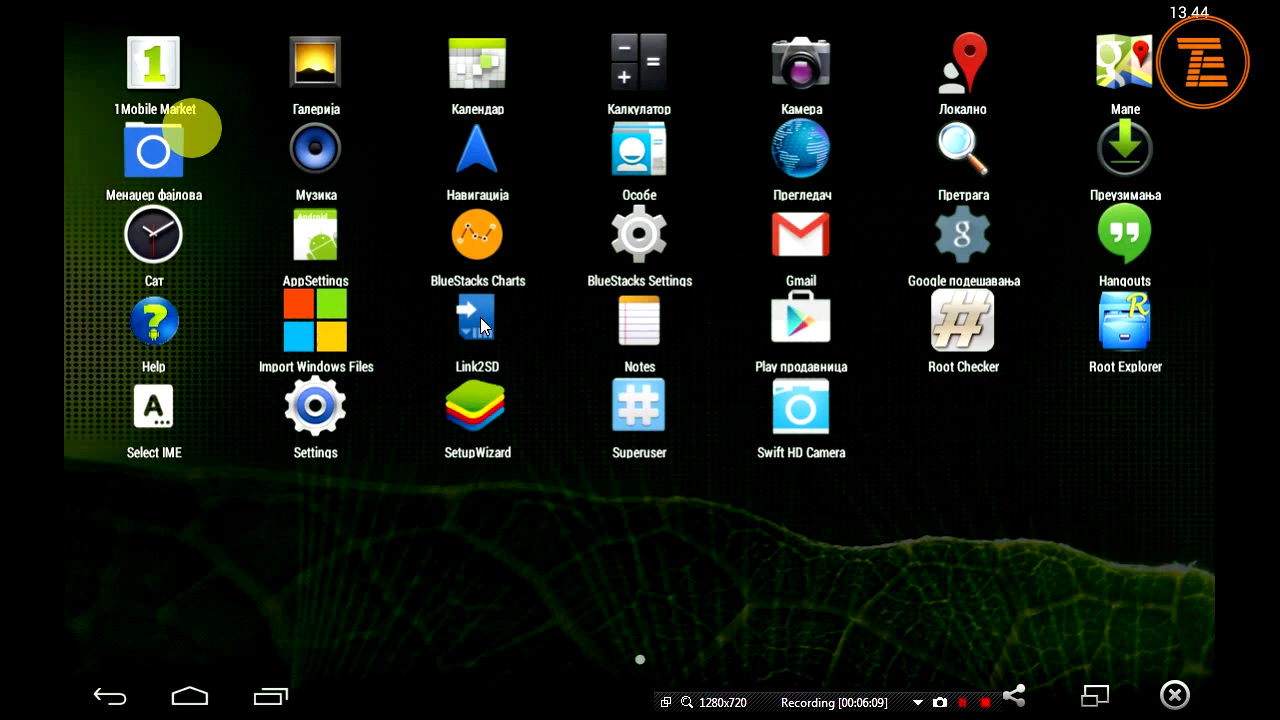 13.44
1Mobile Market
Галерија
Календар
Калкулатор
Камера
Локално
Мапе
Менаџер фајлова
Музика
Навигација
Особе
Прегледач
Претрага
Преузимања
Сат
AppSettings
BlueStacks Charts
BlueStacks Settings
Gmail
Google подешавања
Hangouts
Help
Import Windows Files
Link2SD
Notes
Play продавница
Root Checker
Root Explorer
Select IME
Settings
SetupWizard
Superuser
Swift HD Camera
1280x720 Recording [00:06:09]